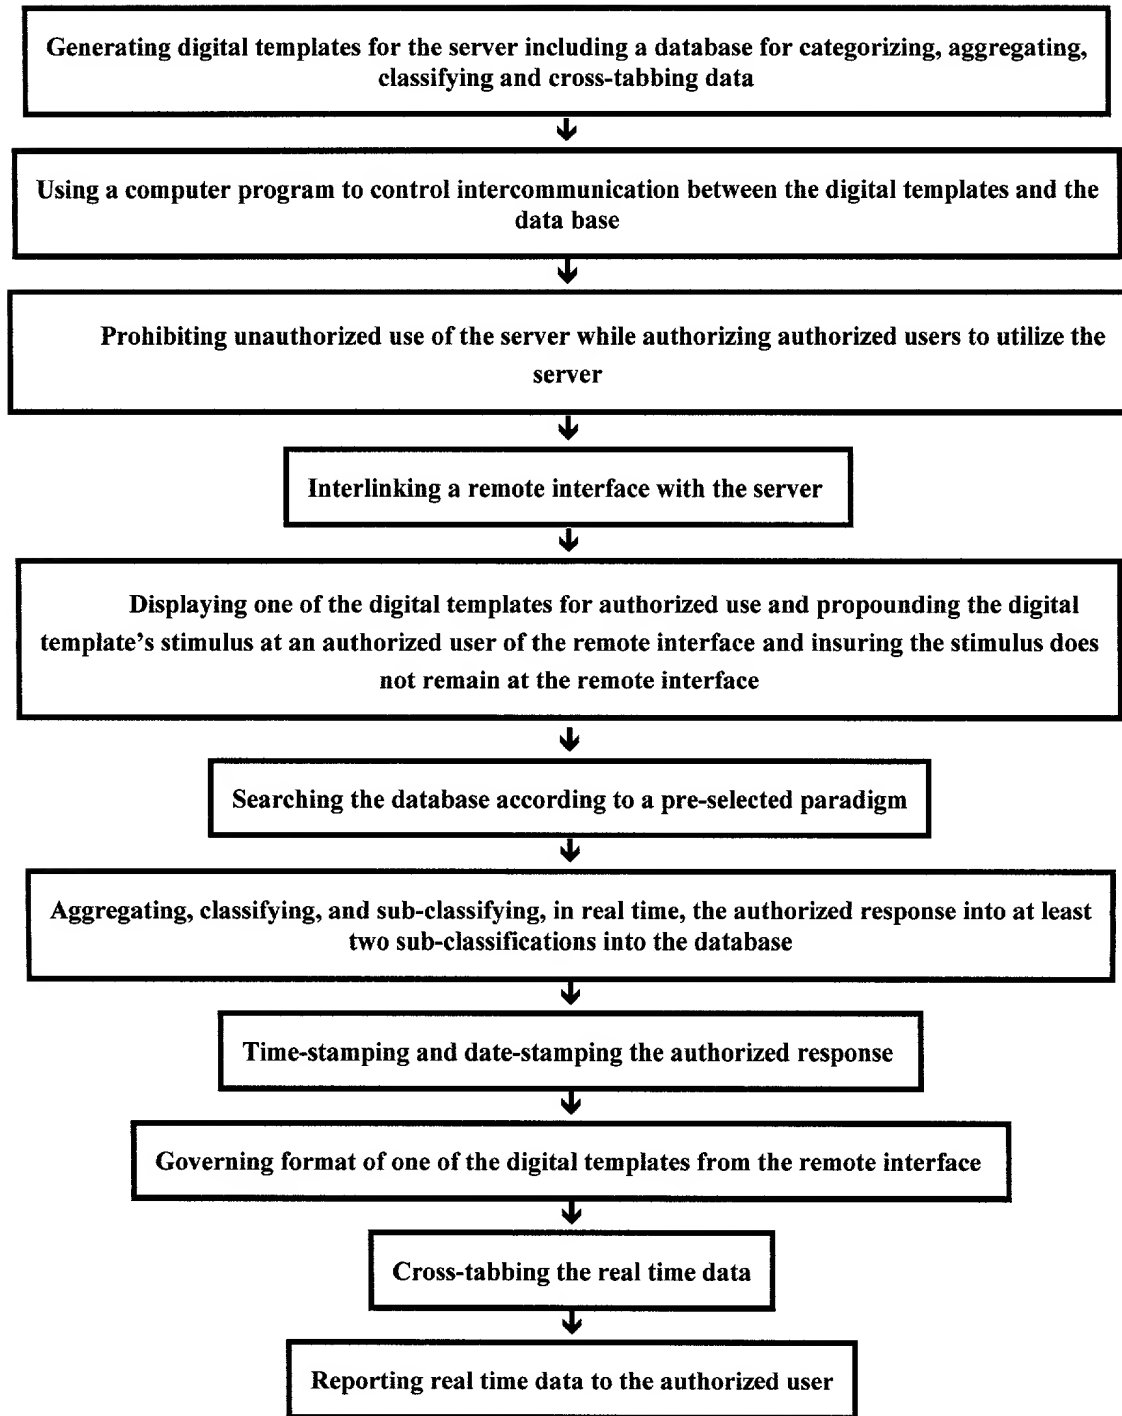 Generating digital templates for the server including a database for categorizing, aggregating,
classifying and cross-tabbing data
Using a computer program to control intercommunication between the digital templates and the
data base
Prohibiting unauthorized use of the server while authorizing authorized users to utilize the
server
Interlinking a remote interface with the server
Displaying one of the digital templates for authorized use and propounding the digital
template's stimulus at an authorized user of the remote interface and insuring the stimulus does
not remain at the remote interface
Searching the database according to a pre-selected paradigm
Aggregating, classifying, and sub-classifying, in real time, the authorized response into at least
two sub-classifications into the database
Time-stamping and date-stamping the authorized response
Governing format of one of the digital templates from the remote interface
Cross-tabbing the real time data
Reporting real time data to the authorized user